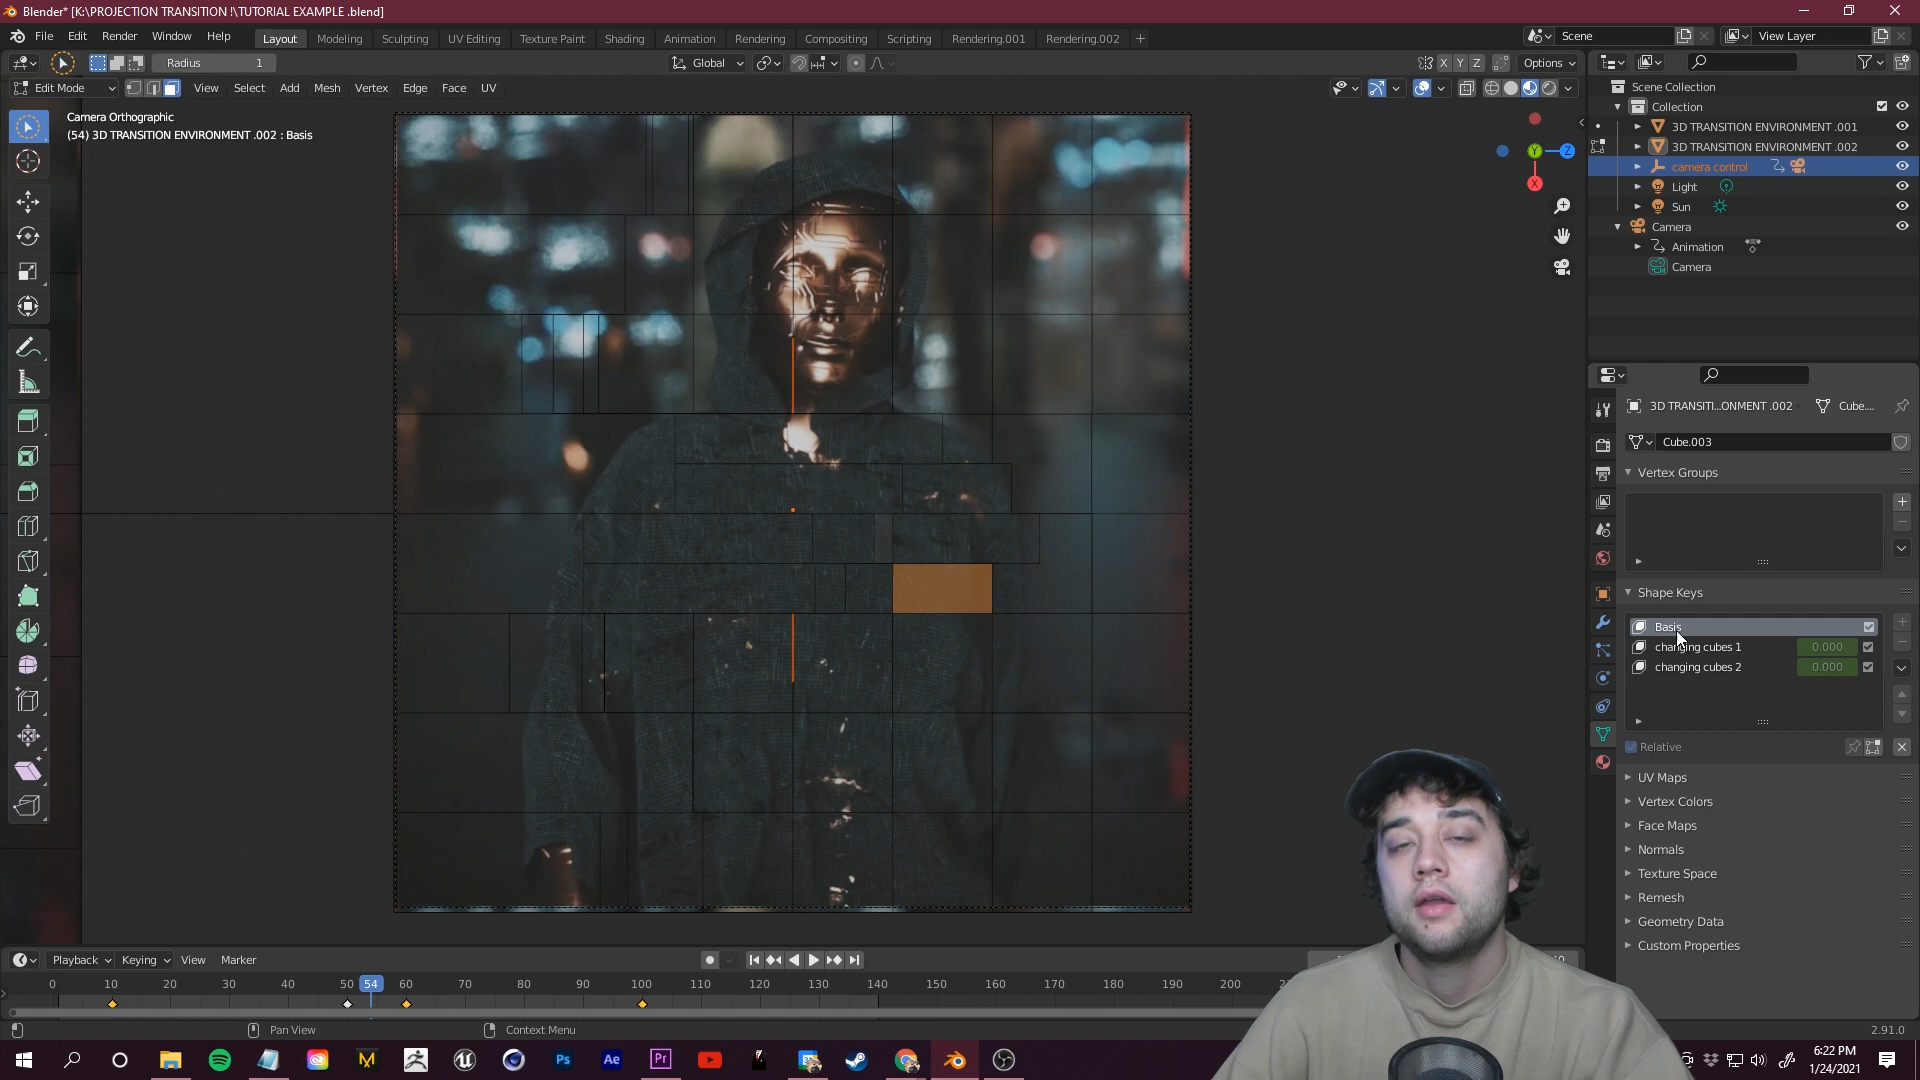 Blender* [K:\PROJECTION TRANSITION !\TUTORIAL EXAMPLE .blend]
File Edit Render Window Help Layout Modeling Sculpting UV Editing Texture Paint Shading Animation Rendering Compositing Scripting Rendering.001 Rendering.002 + Scene View Layer
Radius 1 Global X Y Z Options
Edit Mode View Select Add Mesh Vertex Edge Face UV
Scene Collection
Collection
3D TRANSITION ENVIRONMENT .001
3D TRANSITION ENVIRONMENT .002
camera control
Light
Sun
Camera
Animation
Camera
Camera Orthographic
(54) 3D TRANSITION ENVIRONMENT .002 : Basis
Y Z
X
3D TRANSITI...ONMENT .002 Cube....
Cube.003
Vertex Groups
Shape Keys
Basis
changing cubes 1 0.000
changing cubes 2 0.000
Relative
UV Maps
Vertex Colors
Face Maps
Normals
Texture Space
Remesh
Geometry Data
Custom Properties
Playback Keying View Marker
0 10 20 30 40 50 54 60 70 80 90 100 110 120 130 140 150 160 170 180 190 200
Pan View Context Menu 2.91.0
Ps Ae Pr
6:22 PM
1/24/2021